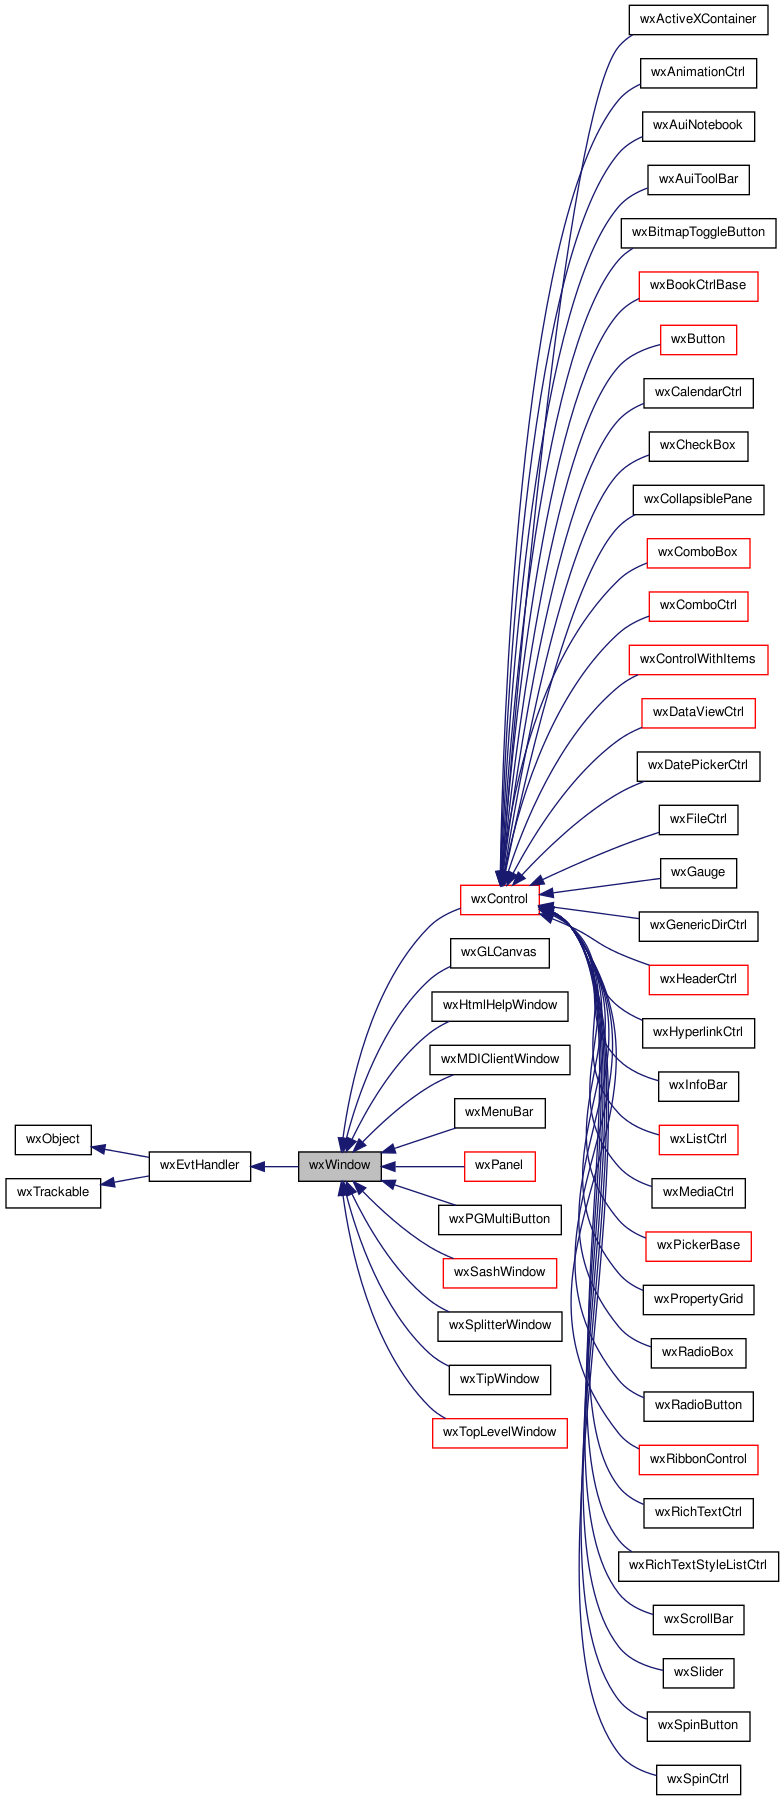 wxActiveXContainer
wxAnimationCtrl
wxAuiNotebook
wxAuiToolBar
wxBitmapToggleButton
wxBookCtrlBase
wxButton
wxCalendarCtrl
wxCheckBox
wxCollapsiblePane
wxComboBox
wxComboCtrl
wxControlWithItems
wxDataViewCtrl
wxDatePickerCtrl
wxFileCtrl
wxGauge
wxControl
wxGenericDirCtrl
wxGLCanvas
wxHeaderCtrl
wxHtmlHelpWindow
wxHyperlinkCtrl
wxMDIClientWindow
wxInfoBar
wxMenuBar
wxObject
wxListCtrl
wxEvtHandler
wxWindow
wxPanel
wxTrackable
wxMediaCtrl
wxPGMultiButton
wxPickerBase
wxSashWindow
wxPropertyGrid
wxSplitterWindow
wxRadioBox
wxTipWindow
wxRadioButton
wxTopLevelWindow
wxRibbonControl
wxRichTextCtrl
wxRichTextStyleListCtrl
wxScrollBar
wxSlider
wxSpinButton
wxSpinCtrl